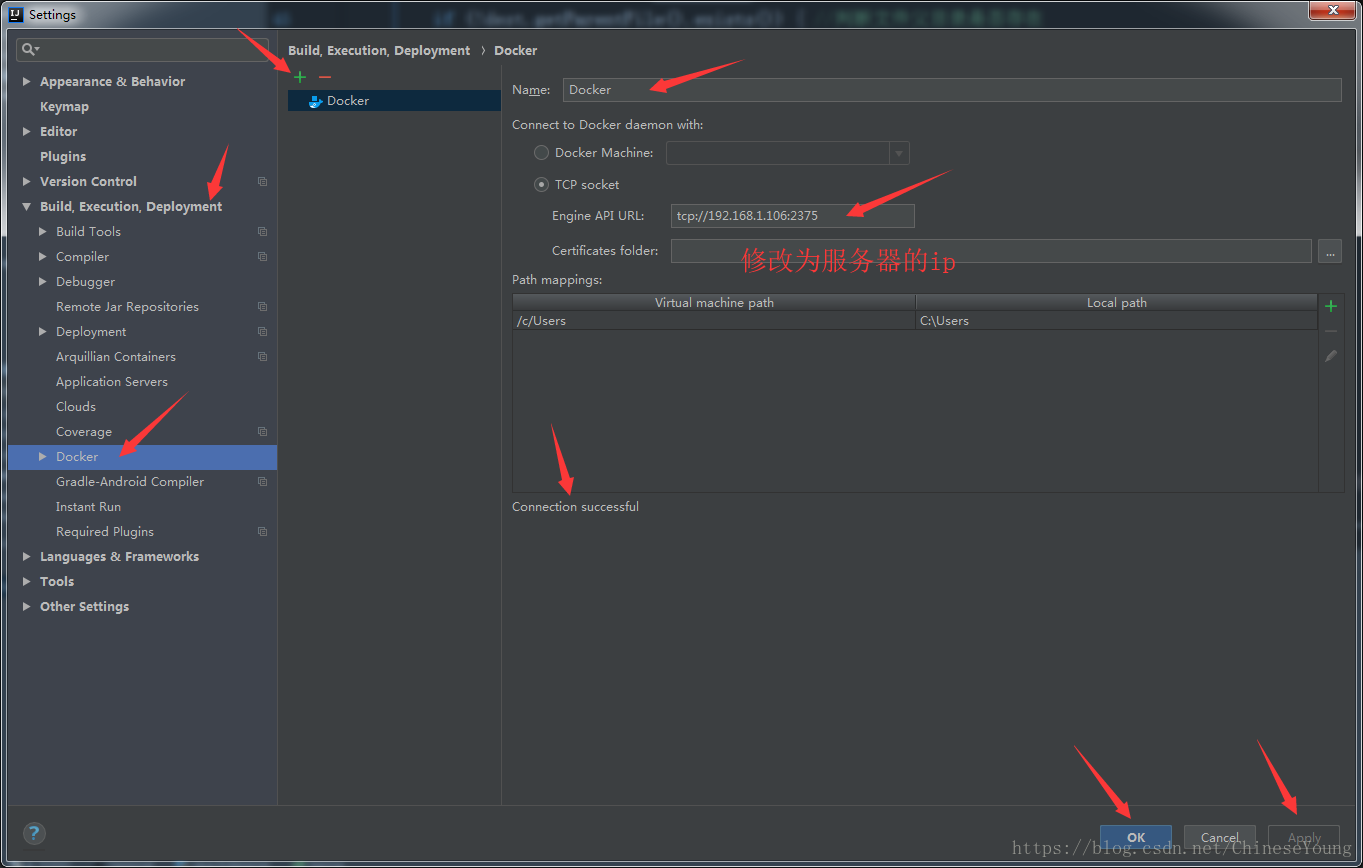 Settings
if (!dest.getParentFile().exists()) {
Build, Execution, Deployment › Docker
Appearance & Behavior
Keymap
Editor
Plugins
Version Control
Build, Execution, Deployment
Build Tools
Compiler
Debugger
Remote Jar Repositories
Deployment
Arquillian Containers
Application Servers
Clouds
Coverage
Docker
Gradle-Android Compiler
Instant Run
Required Plugins
Languages & Frameworks
Tools
Other Settings
Docker
Name: Docker
Connect to Docker daemon with:
Docker Machine:
TCP socket
Engine API URL: tcp://192.168.1.106:2375
Certificates folder: ...
修改为服务器的ip
Path mappings:
Virtual machine path Local path
/c/Users C:\Users
Connection successful
? OK Cancel Apply
https://blog.csdn.net/ChineseYoung